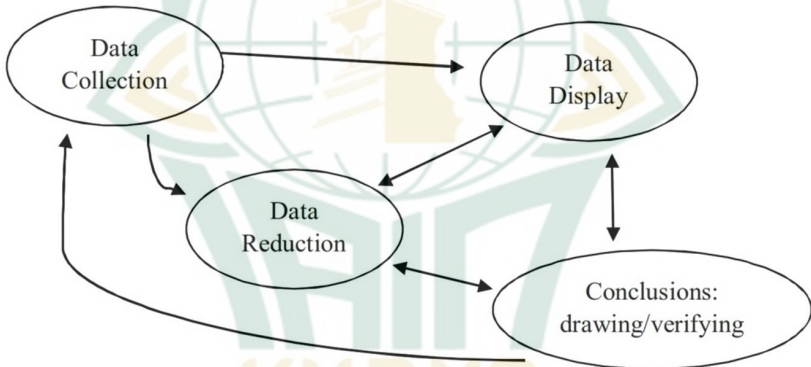 Data
Collection
Data
Display
Data
Reduction
Conclusions:
drawing/verifying